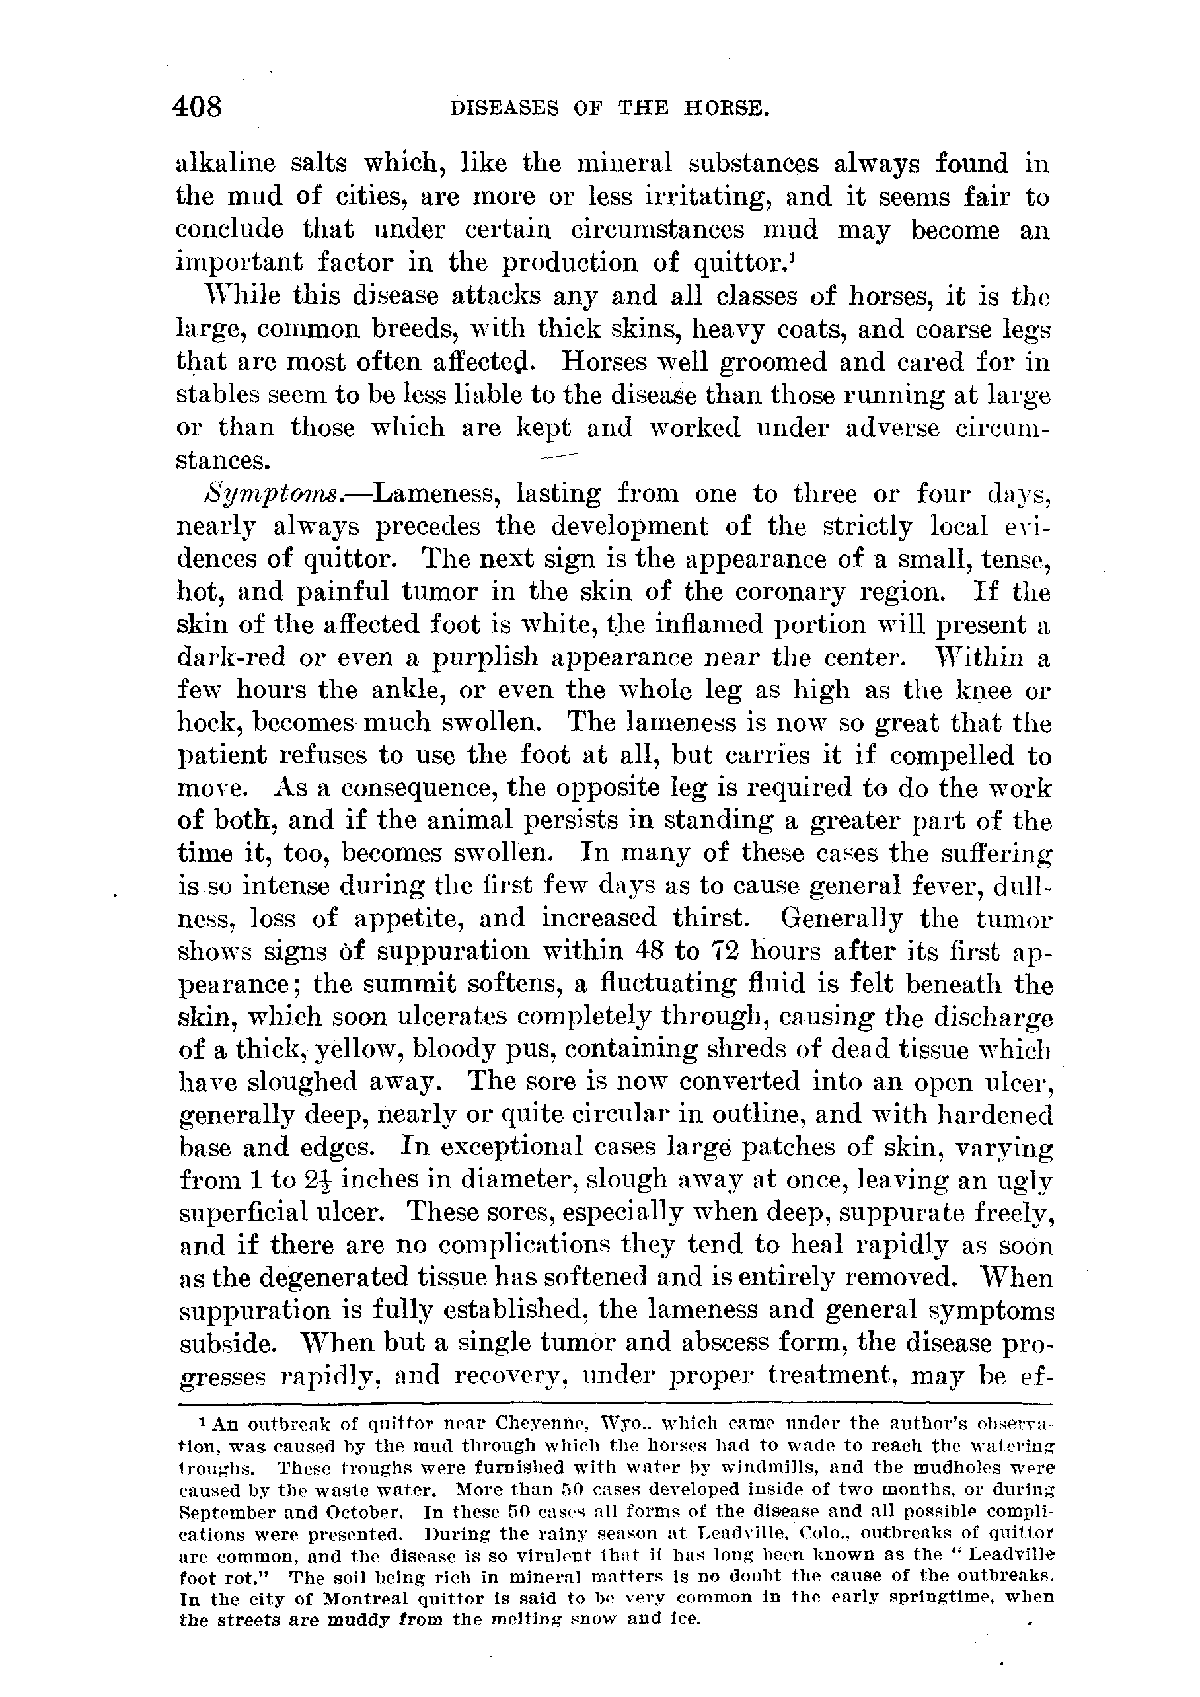 408 DISEASES OF THE HORSE.
alkaline salts which, like the mineral substances always found in
the mud of cities, are more or less irritating, and it seems fair to
conclude that under certain circumstances mud may become an
important factor in the production of quittor.¹
While this disease attacks any and all classes of horses, it is the
large, common breeds, with thick skins, heavy coats, and coarse legs
that are most often affected. Horses well groomed and cared for in
stables seem to be less liable to the disease than those running at large
or than those which are kept and worked under adverse circum-
stances.
Symptoms.—Lameness, lasting from one to three or four days,
nearly always precedes the development of the strictly local evi-
dences of quittor. The next sign is the appearance of a small, tense,
hot, and painful tumor in the skin of the coronary region. If the
skin of the affected foot is white, the inflamed portion will present a
dark-red or even a purplish appearance near the center. Within a
few hours the ankle, or even the whole leg as high as the knee or
hock, becomes much swollen. The lameness is now so great that the
patient refuses to use the foot at all, but carries it if compelled to
move. As a consequence, the opposite leg is required to do the work
of both, and if the animal persists in standing a greater part of the
time it, too, becomes swollen. In many of these cases the suffering
is so intense during the first few days as to cause general fever, dull-
ness, loss of appetite, and increased thirst. Generally the tumor
shows signs of suppuration within 48 to 72 hours after its first ap-
pearance; the summit softens, a fluctuating fluid is felt beneath the
skin, which soon ulcerates completely through, causing the discharge
of a thick, yellow, bloody pus, containing shreds of dead tissue which
have sloughed away. The sore is now converted into an open ulcer,
generally deep, nearly or quite circular in outline, and with hardened
base and edges. In exceptional cases large patches of skin, varying
from 1 to 2½ inches in diameter, slough away at once, leaving an ugly
superficial ulcer. These sores, especially when deep, suppurate freely,
and if there are no complications they tend to heal rapidly as soon
as the degenerated tissue has softened and is entirely removed. When
suppuration is fully established, the lameness and general symptoms
subside. When but a single tumor and abscess form, the disease pro-
gresses rapidly, and recovery, under proper treatment, may be ef-
¹ An outbreak of quittor near Cheyenne, Wyo., which came under the author's observa-
tion, was caused by the mud through which the horses had to wade to reach the watering
troughs. These troughs were furnished with water by windmills, and the mudholes were
caused by the waste water. More than 50 cases developed inside of two months, or during
September and October. In these 50 cases all forms of the disease and all possible compli-
cations were presented. During the rainy season at Leadville, Colo., outbreaks of quittor
are common, and the disease is so virulent that it has long been known as the "Leadville
foot rot." The soil being rich in mineral matters is no doubt the cause of the outbreaks.
In the city of Montreal quittor is said to be very common in the early springtime, when
the streets are muddy from the melting snow and ice.